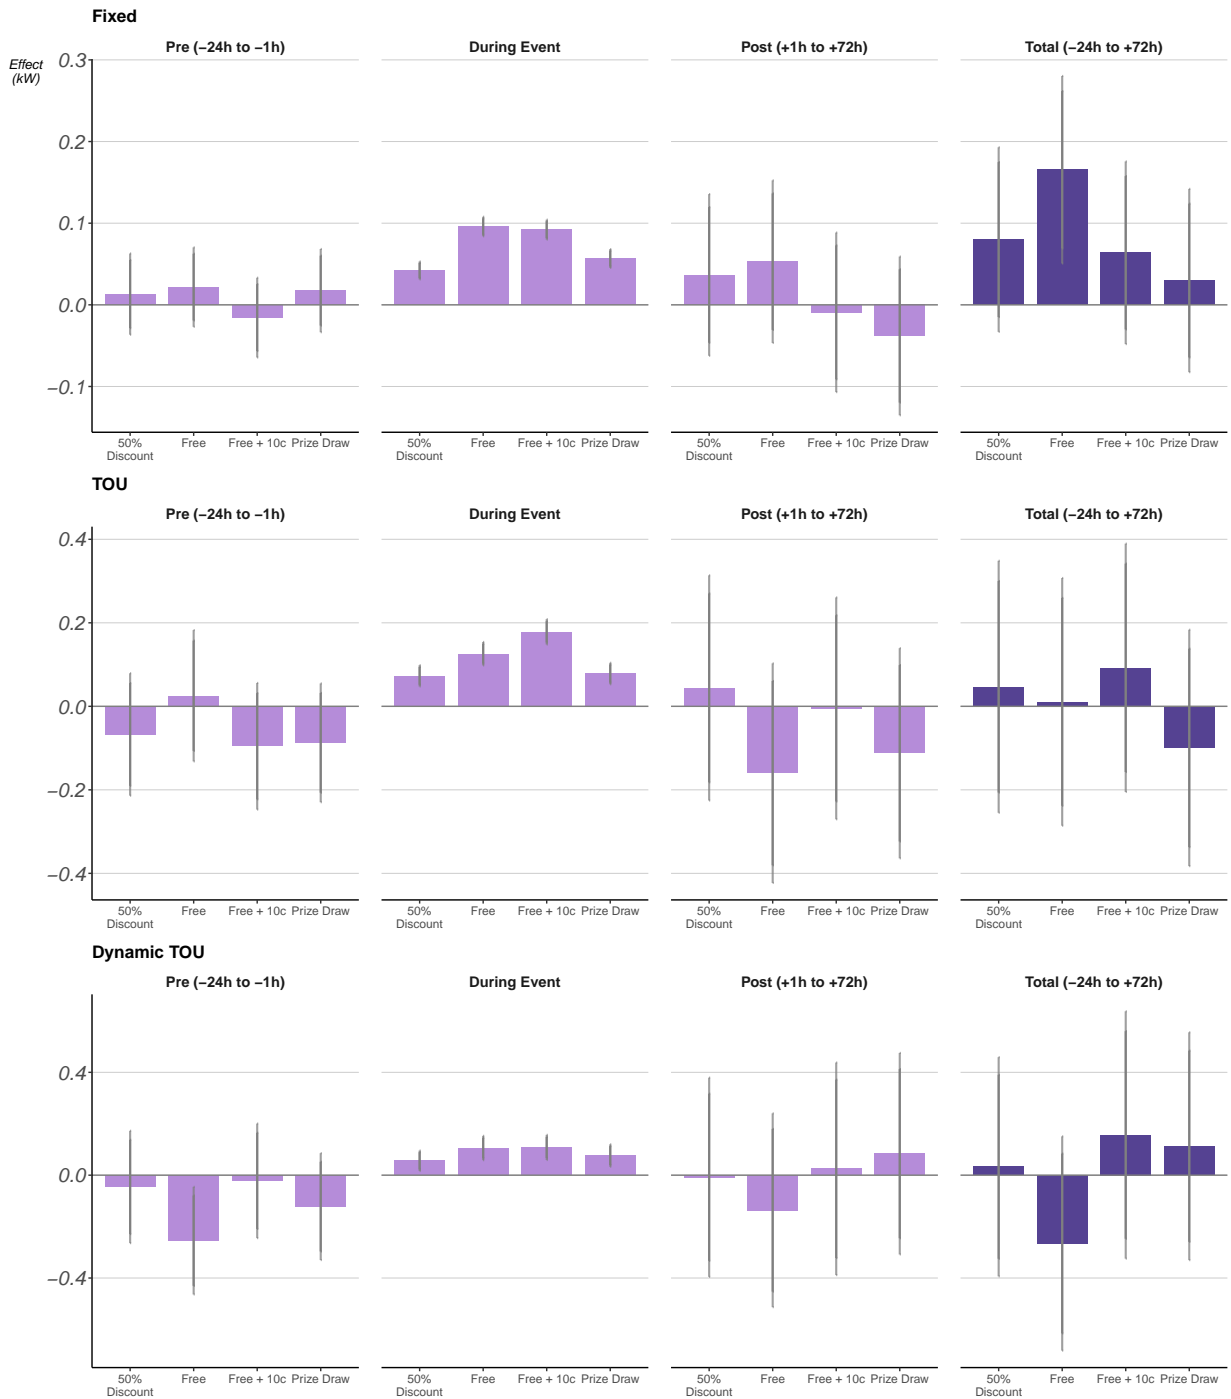 Fixed
Pre (−24h to −1h) During Event Post (+1h to +72h) Total (−24h to +72h)
Effect
(kW)
0.3
0.2
0.1
0.0
−0.1
50%
Discount Free Free + 10c Prize Draw 50%
Discount Free Free + 10c Prize Draw 50%
Discount Free Free + 10c Prize Draw 50%
Discount Free Free + 10c Prize Draw
TOU
Pre (−24h to −1h) During Event Post (+1h to +72h) Total (−24h to +72h)
0.4
0.2
0.0
−0.2
−0.4
50%
Discount Free Free + 10c Prize Draw 50%
Discount Free Free + 10c Prize Draw 50%
Discount Free Free + 10c Prize Draw 50%
Discount Free Free + 10c Prize Draw
Dynamic TOU
Pre (−24h to −1h) During Event Post (+1h to +72h) Total (−24h to +72h)
0.4
0.0
−0.4
50%
Discount Free Free + 10c Prize Draw 50%
Discount Free Free + 10c Prize Draw 50%
Discount Free Free + 10c Prize Draw 50%
Discount Free Free + 10c Prize Draw